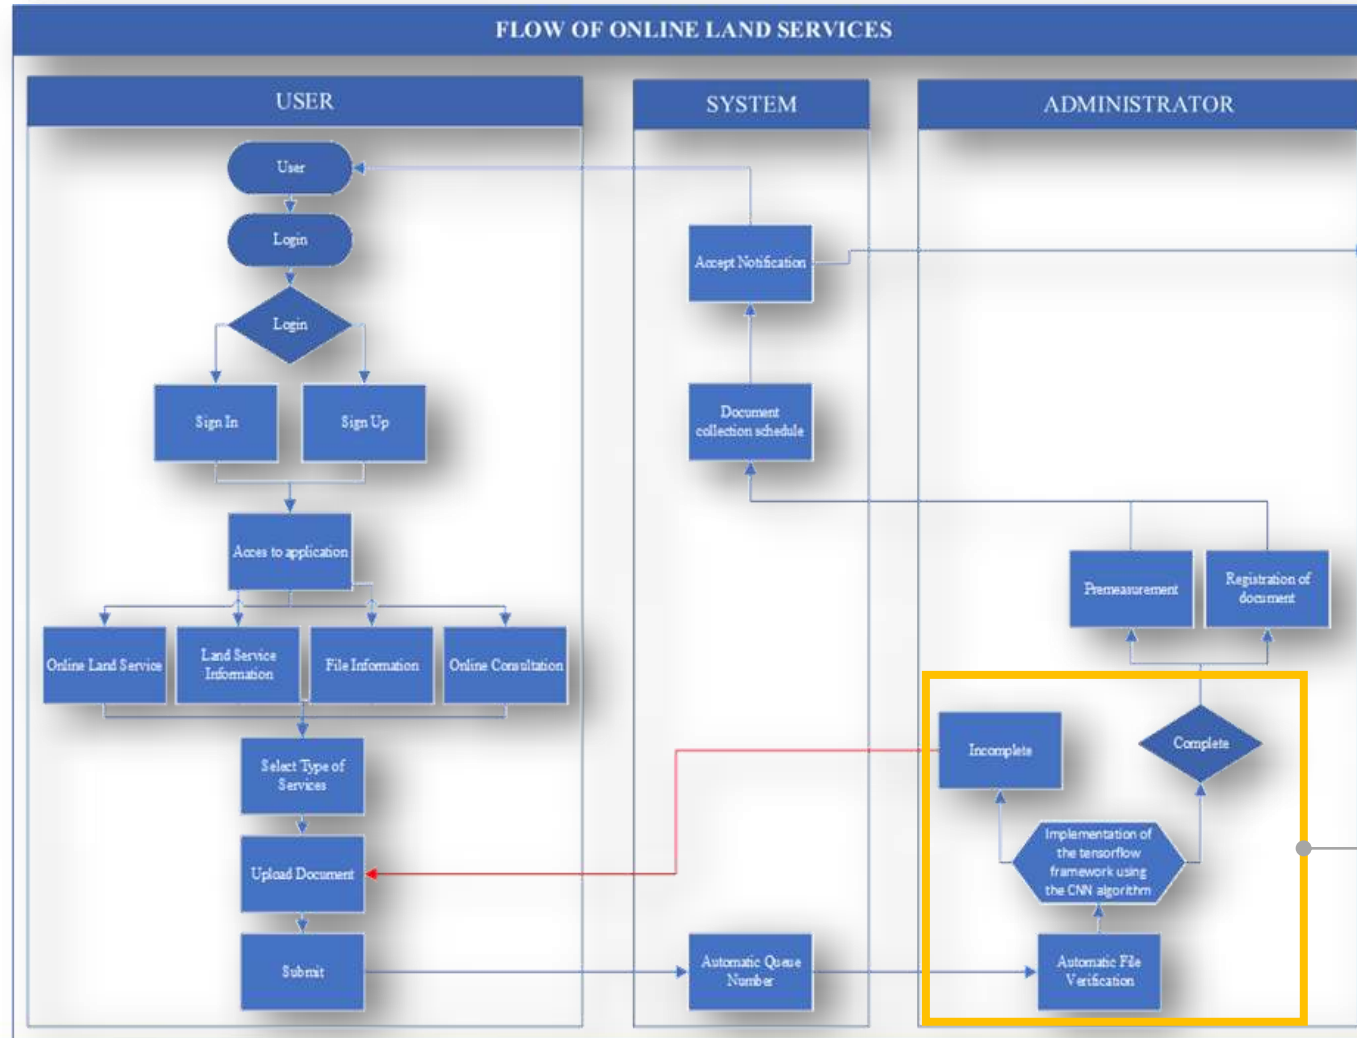 FLOW OF ONLINE LAND SERVICES
USER
SYSTEM
ADMINISTRATOR
User
Login
Login
Sign In
Sign Up
Acces to application
Online Land Service
Land Service
Information
File Information
Online Consultation
Select Type of
Services
Upload Document
Submit
Accept Notification
Document
collection schedule
Automatic Queue
Number
Premeasurement
Registration of
document
Incomplete
Complete
Implementation of
the tensorflow
framework using
the CNN algorithm
Automatic File
Verification